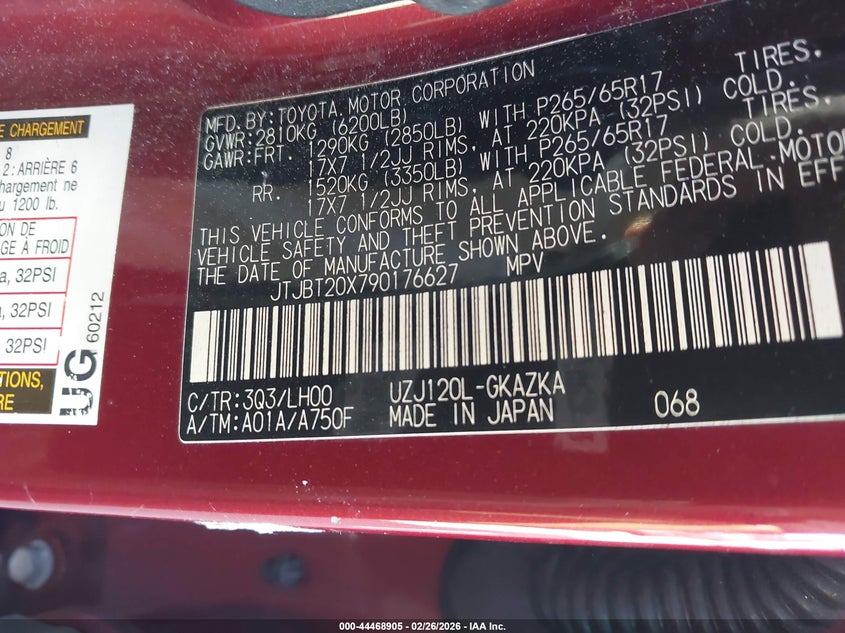 E CHARGEMENT
8
2: ARRIÈRE 6
chargement ne
u 1200 lb.
ON DE
AGE À FROID
a, 32PSI
a, 32PSI
32PSI
TIONS,
RE
UG 60212
MFD. BY: TOYOTA MOTOR CORPORATION
GVWR: 2810KG (6200LB)
GAWR: FRT. 1290KG (2850LB) WITH P265/65R17 TIRES.
17X7 1/2JJ RIMS. AT 220KPA (32PSI) COLD.
RR. 1520KG (3350LB) WITH P265/65R17 TIRES.
17X7 1/2JJ RIMS. AT 220KPA (32PSI) COLD.
THIS VEHICLE CONFORMS TO ALL APPLICABLE FEDERAL MOTOR
VEHICLE SAFETY AND THEFT PREVENTION STANDARDS IN EFF
THE DATE OF MANUFACTURE SHOWN ABOVE.
JTJBT20X790176627 MPV
C/TR: 3Q3/LH00 UZJ120L-GKAZKA
A/TM: A01A/A750F MADE IN JAPAN 068
000-44468905 | 02/26/2026 - IAA Inc.